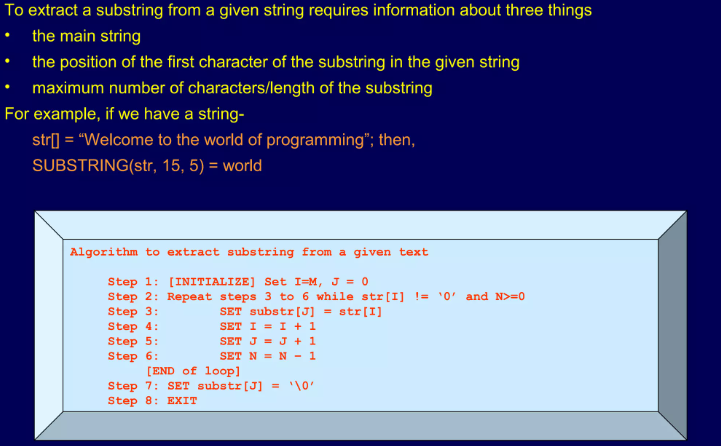 To extract a substring from a given string requires information about three things
• the main string
• the position of the first character of the substring in the given string
• maximum number of characters/length of the substring
For example, if we have a string-
str[] = “Welcome to the world of programming”; then,
SUBSTRING(str, 15, 5) = world
Algorithm to extract substring from a given text
Step 1: [INITIALIZE] Set I=M, J = 0
Step 2: Repeat steps 3 to 6 while str[I] != ‘0’ and N>=0
Step 3: SET substr[J] = str[I]
Step 4: SET I = I + 1
Step 5: SET J = J + 1
Step 6: SET N = N – 1
[END of loop]
Step 7: SET substr[J] = ‘\0’
Step 8: EXIT